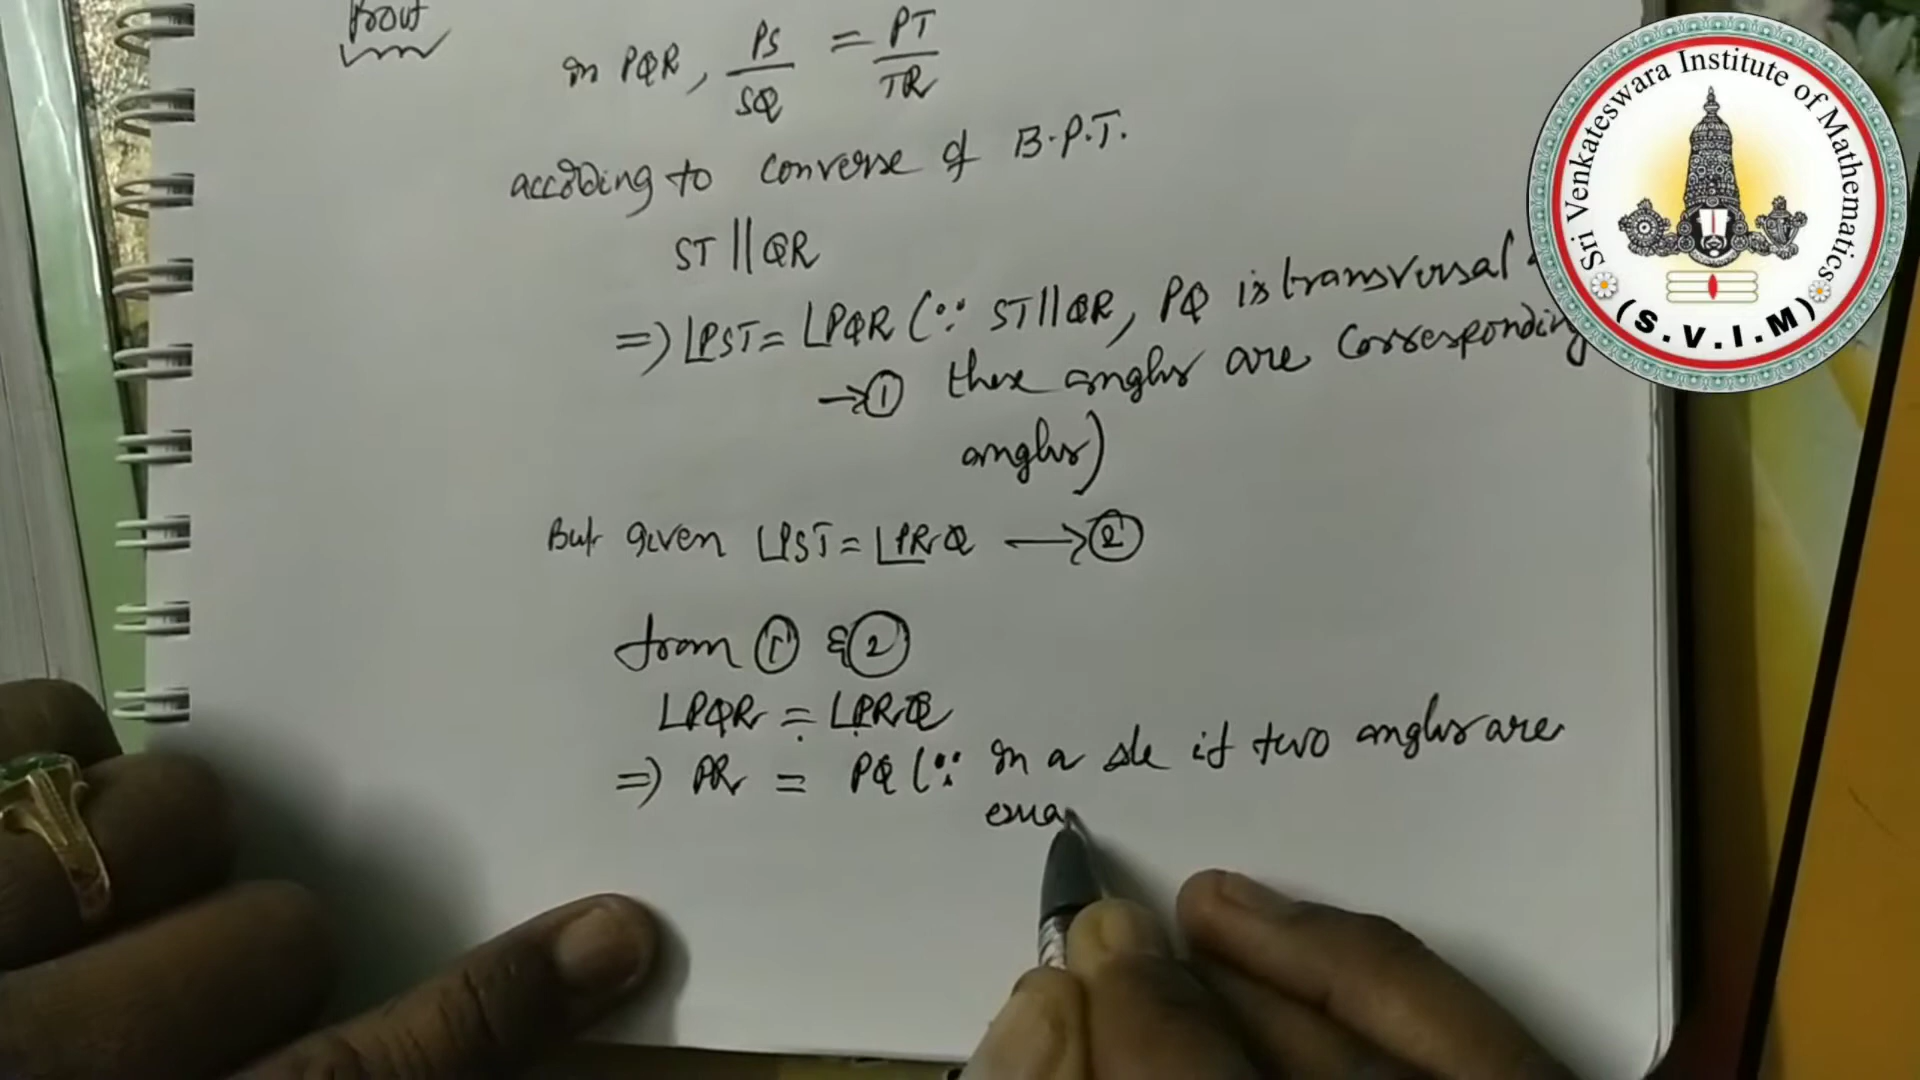 Proof
in PQR, PS/SQ = PT/TR
according to converse of B.P.T.
ST || QR
=> ∠PST = ∠PQR (∵ ST || QR, PQ is transversal
→① these angles are corresponding
angles)
But given ∠PST = ∠PRQ → ②
from ① & ②
∠PQR = ∠PRQ
=> PR = PQ (∵ in a sle if two angles are
equa
Sri Venkateswara Institute of Mathematics
(S.V.I.M)